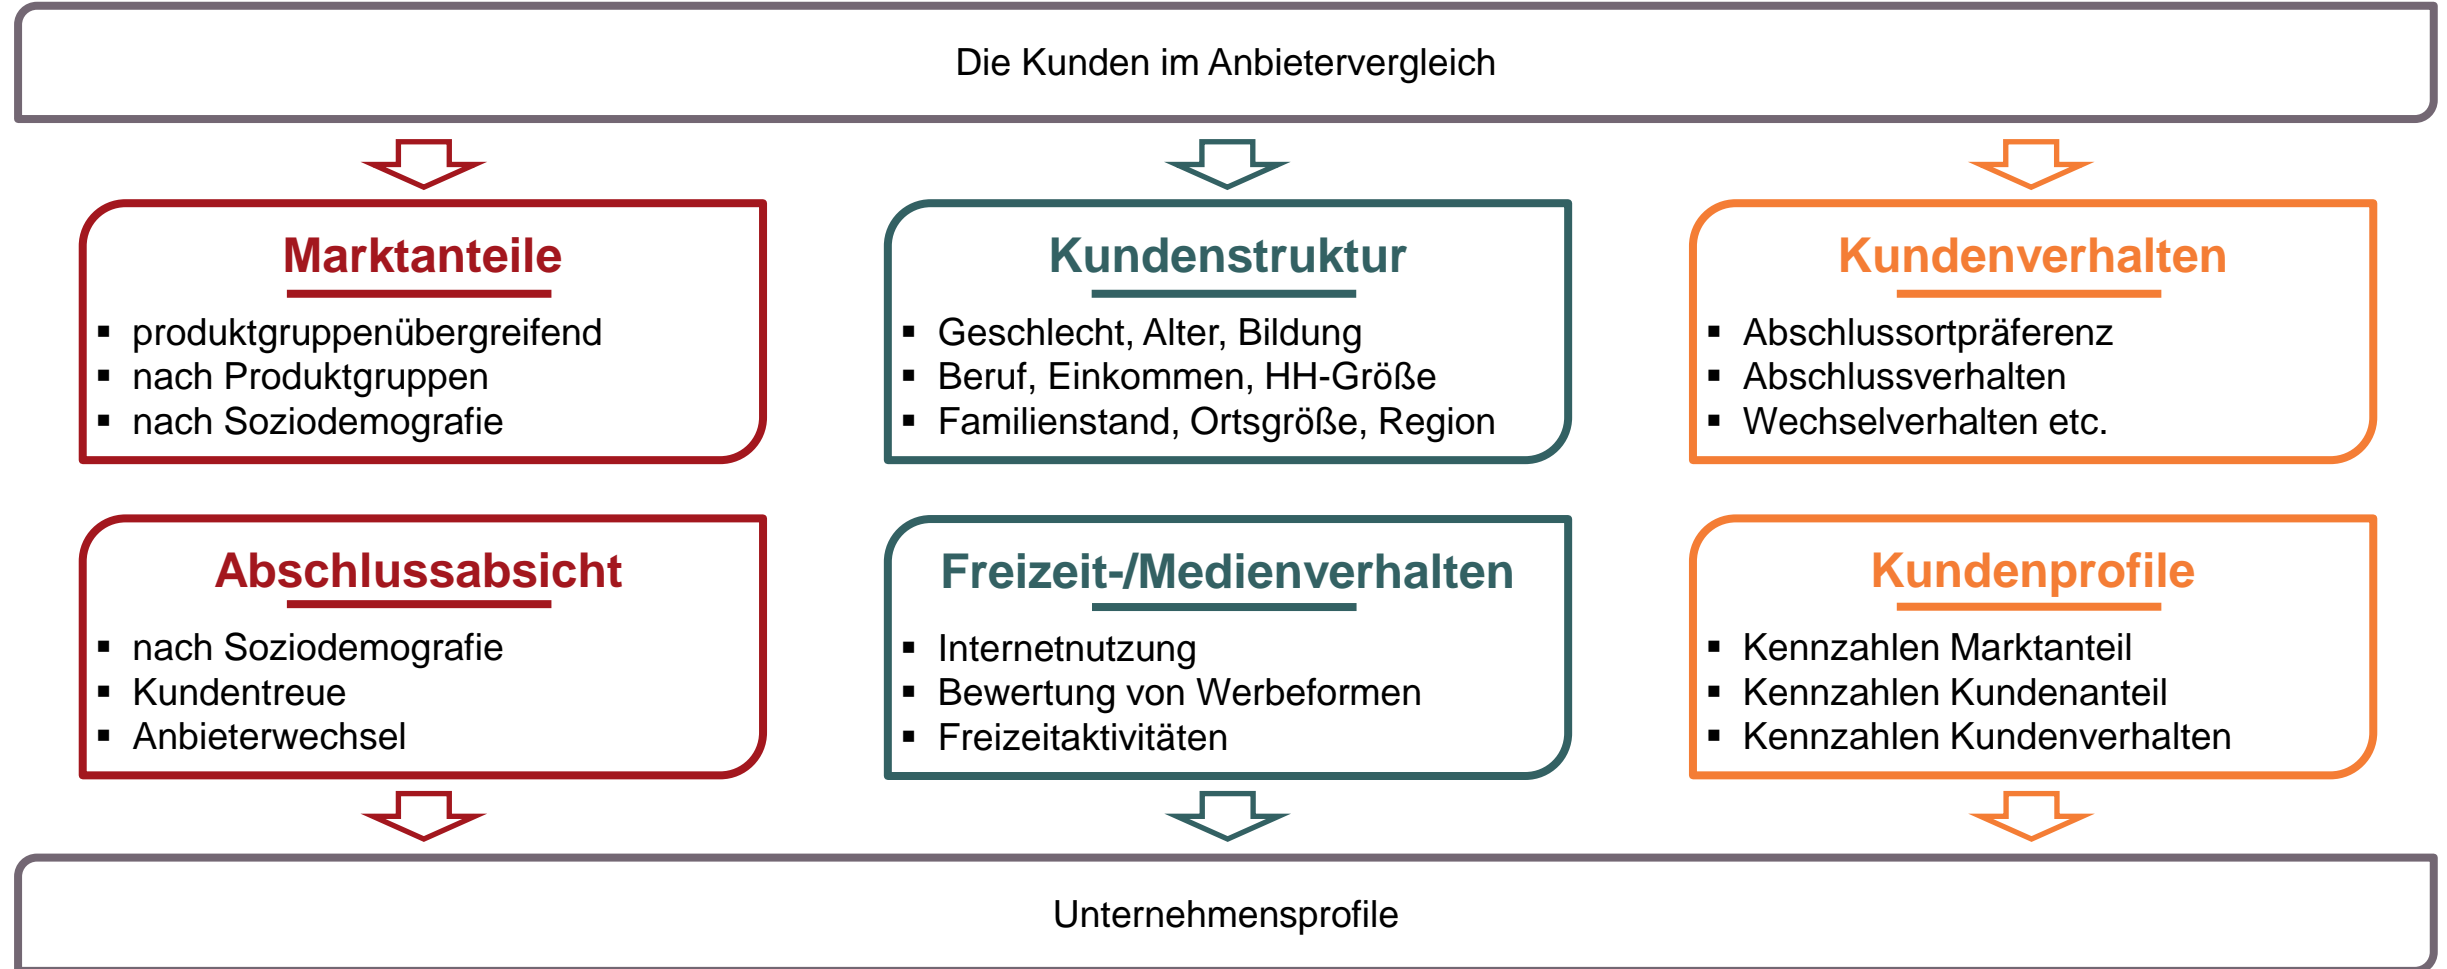 Die Kunden im Anbietervergleich
Marktanteile
▪ produktgruppenübergreifend
▪ nach Produktgruppen
▪ nach Soziodemografie
Kundenstruktur
▪ Geschlecht, Alter, Bildung
▪ Beruf, Einkommen, HH-Größe
▪ Familienstand, Ortsgröße, Region
Kundenverhalten
▪ Abschlussortpräferenz
▪ Abschlussverhalten
▪ Wechselverhalten etc.
Abschlussabsicht
▪ nach Soziodemografie
▪ Kundentreue
▪ Anbieterwechsel
Freizeit-/Medienverhalten
▪ Internetnutzung
▪ Bewertung von Werbeformen
▪ Freizeitaktivitäten
Kundenprofile
▪ Kennzahlen Marktanteil
▪ Kennzahlen Kundenanteil
▪ Kennzahlen Kundenverhalten
Unternehmensprofile